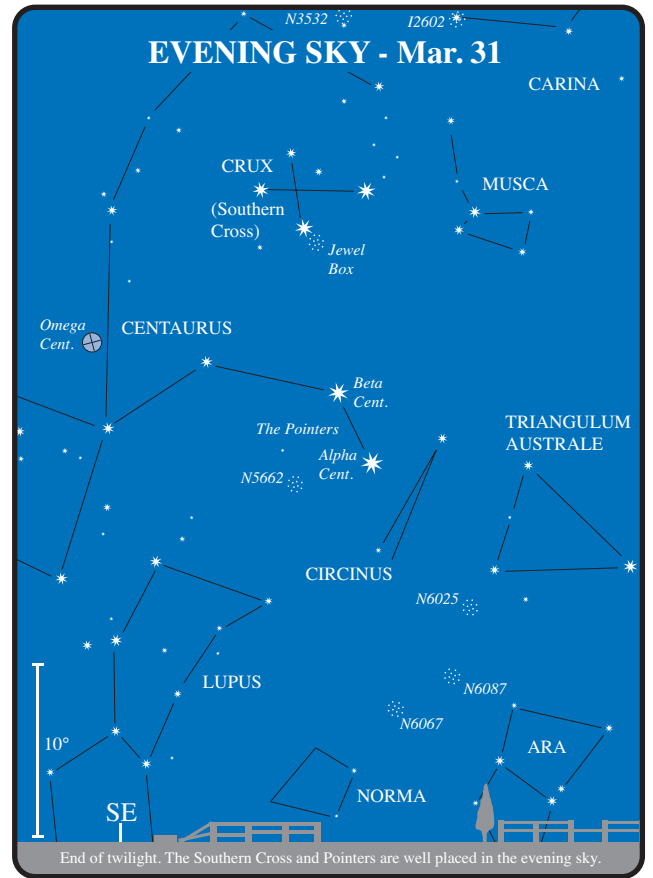 N3532
I2602
EVENING SKY - Mar. 31
CARINA
CRUX
MUSCA
(Southern
Cross)
Jewel
Box
Omega
Cent.
CENTAURUS
Beta
Cent.
The Pointers
TRIANGULUM
AUSTRALE
Alpha
Cent.
N5662
CIRCINUS
N6025
LUPUS
N6087
N6067
10°
ARA
NORMA
SE
End of twilight. The Southern Cross and Pointers are well placed in the evening sky.